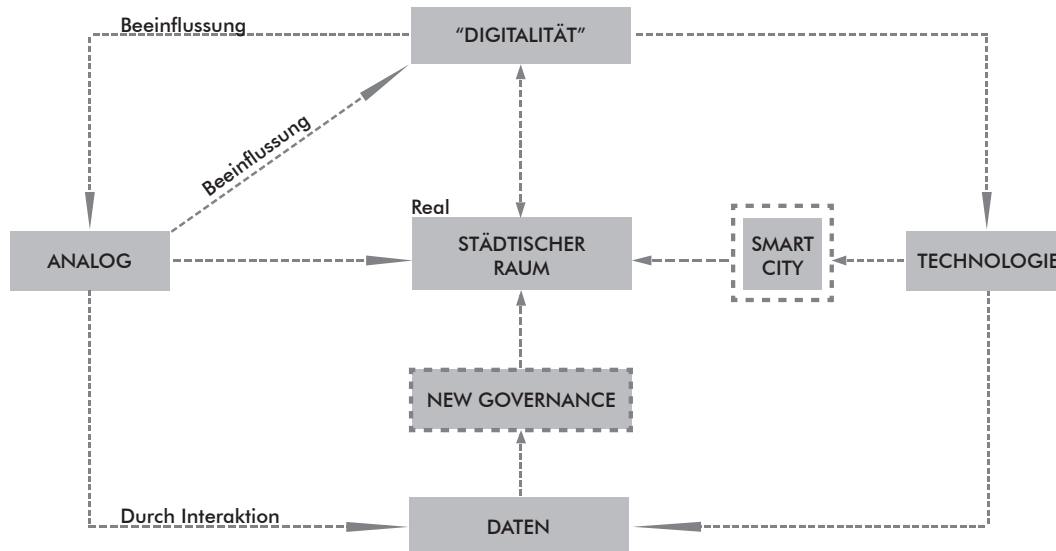 Beeinflussung
“DIGITALITÄT”
Beeinflussung
Real
ANALOG
STÄDTISCHER
RAUM
SMART
CITY
TECHNOLOGIE
NEW GOVERNANCE
Durch Interaktion
DATEN